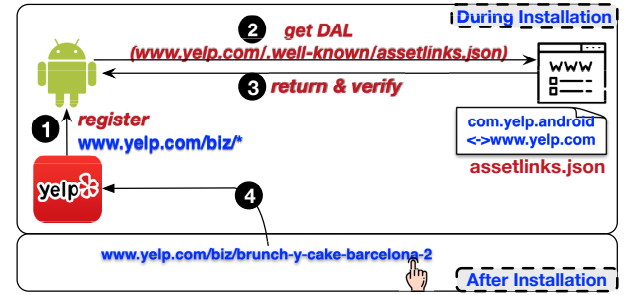 During Installation
2 get DAL
(www.yelp.com/.well-known/assetlinks.json)
3 return & verify
WWW
1 register
www.yelp.com/biz/*
com.yelp.android
<->www.yelp.com
assetlinks.json
yelp
4
www.yelp.com/biz/brunch-y-cake-barcelona-2
After Installation